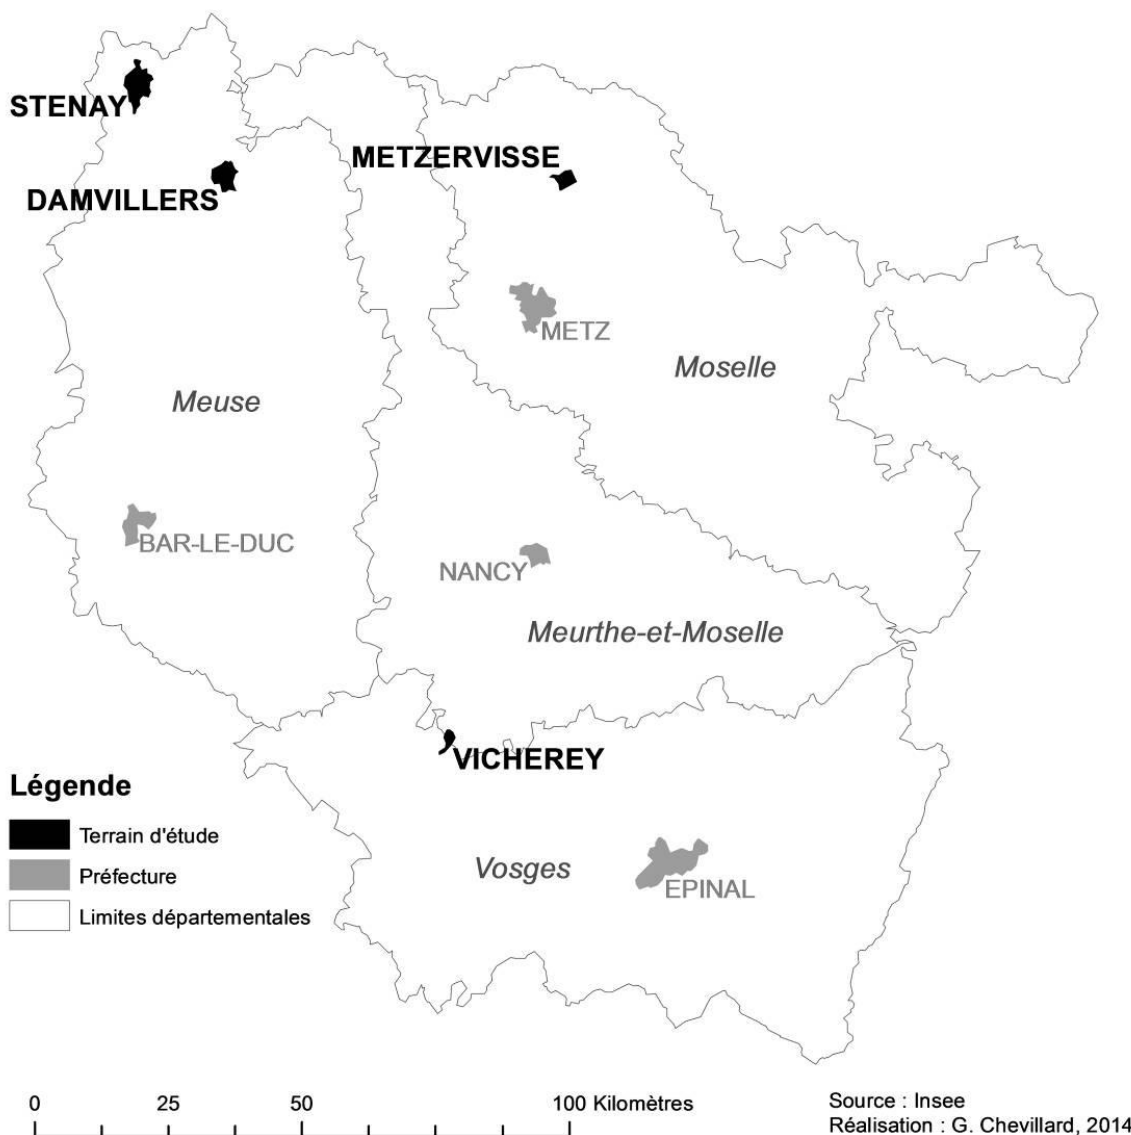 STENAY
METZERVISSE
DAMVILLERS
METZ
Moselle
Meuse
BAR-LE-DUC
NANCY
Meurthe-et-Moselle
VICHEREY
Légende
Terrain d'étude
Préfecture
Limites départementales
Vosges
EPINAL
0 25 50 100 Kilomètres
Source : Insee
Réalisation : G. Chevillard, 2014